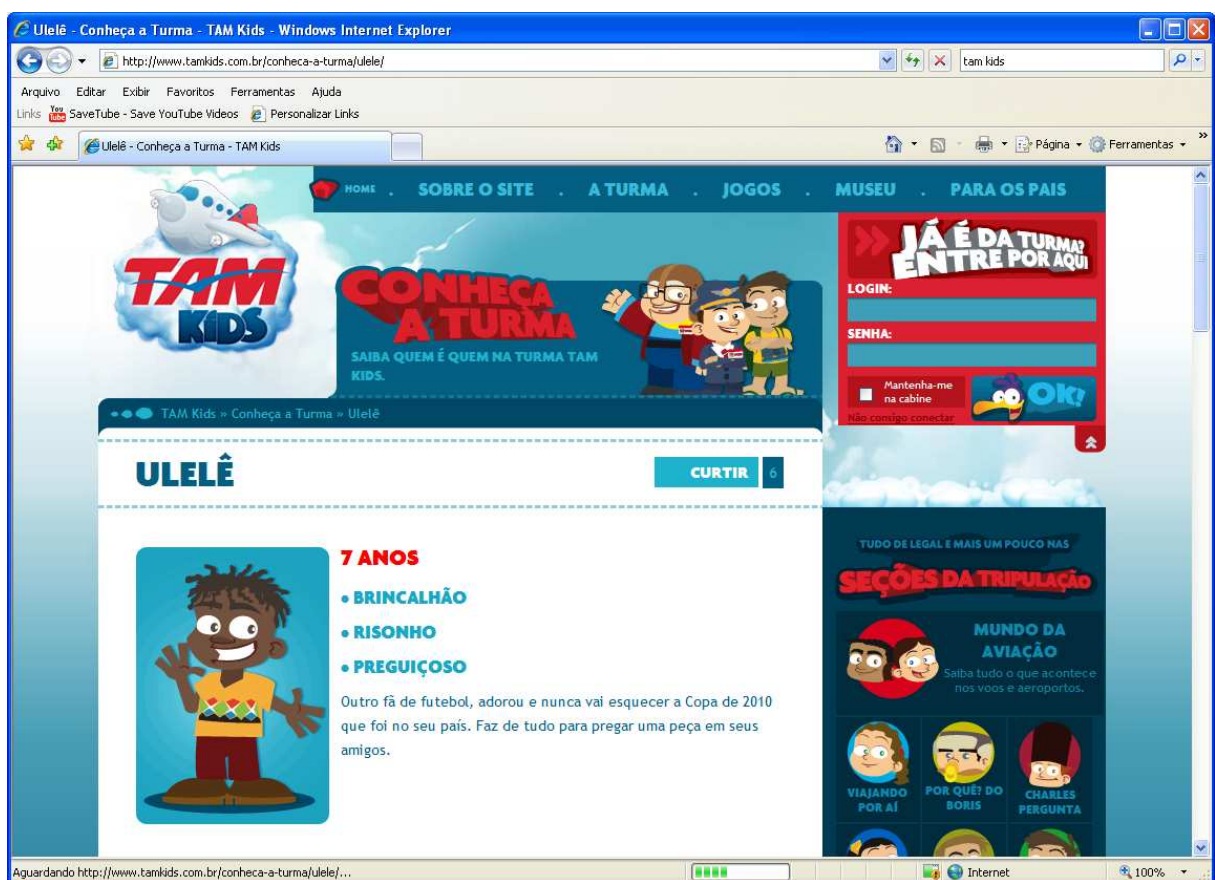 Ulelê - Conheça a Turma - TAM Kids - Windows Internet Explorer
http://www.tamkids.com.br/conheca-a-turma/ulele/
tam kids
Arquivo Editar Exibir Favoritos Ferramentas Ajuda
Links You Tube SaveTube - Save YouTube Videos Personalizar Links
Ulelê - Conheça a Turma - TAM Kids
Página Ferramentas
HOME . SOBRE O SITE . A TURMA . JOGOS . MUSEU . PARA OS PAIS
TAM
KIDS
CONHEÇA
A TURMA
SAIBA QUEM É QUEM NA TURMA TAM
KIDS.
JÁ É DA TURMA?
ENTRE POR AQUI
LOGIN:
SENHA:
Mantenha-me
na cabine
OK!
Não consigo conectar
TAM Kids » Conheça a Turma » Ulelê
ULELÊ
CURTIR 6
7 ANOS
• BRINCALHÃO
• RISONHO
• PREGUIÇOSO
Outro fã de futebol, adorou e nunca vai esquecer a Copa de 2010
que foi no seu país. Faz de tudo para pregar uma peça em seus
amigos.
TUDO DE LEGAL E MAIS UM POUCO NAS
SEÇÕES DA TRIPULAÇÃO
MUNDO DA
AVIAÇÃO
Saiba tudo o que acontece
nos voos e aeroportos.
VIAJANDO
POR AÍ
POR QUÊ? DO
BORIS
CHARLES
PERGUNTA
Aguardando http://www.tamkids.com.br/conheca-a-turma/ulele/...
Internet
100%